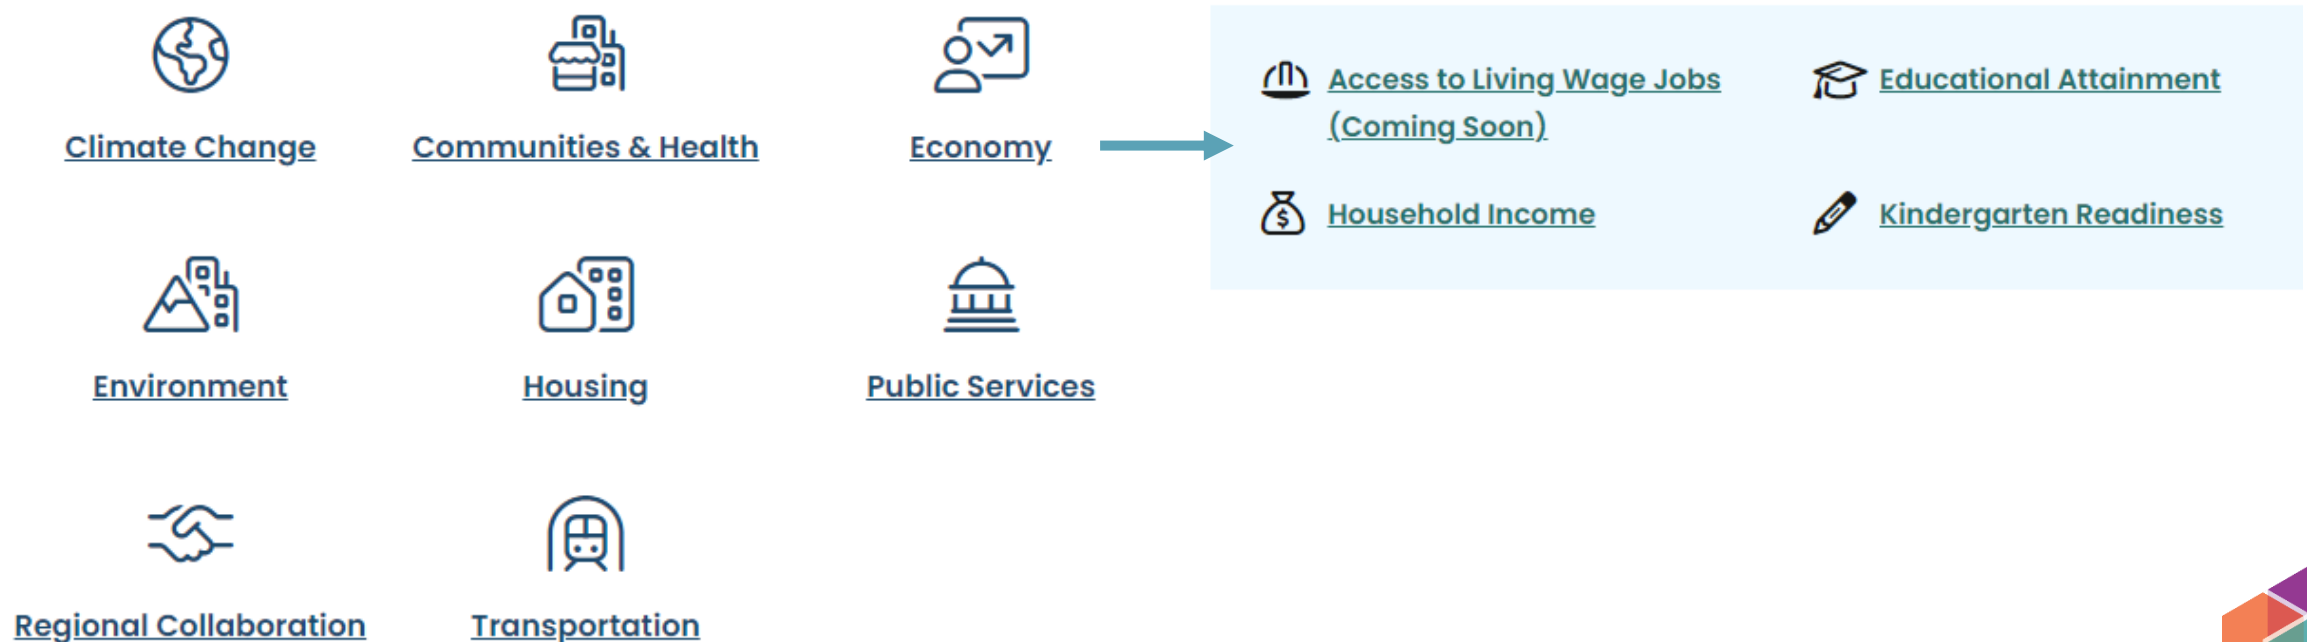 Climate Change
Communities & Health
Economy
Environment
Housing
Public Services
Regional Collaboration
Transportation
Access to Living Wage Jobs
(Coming Soon)
Educational Attainment
Household Income
Kindergarten Readiness